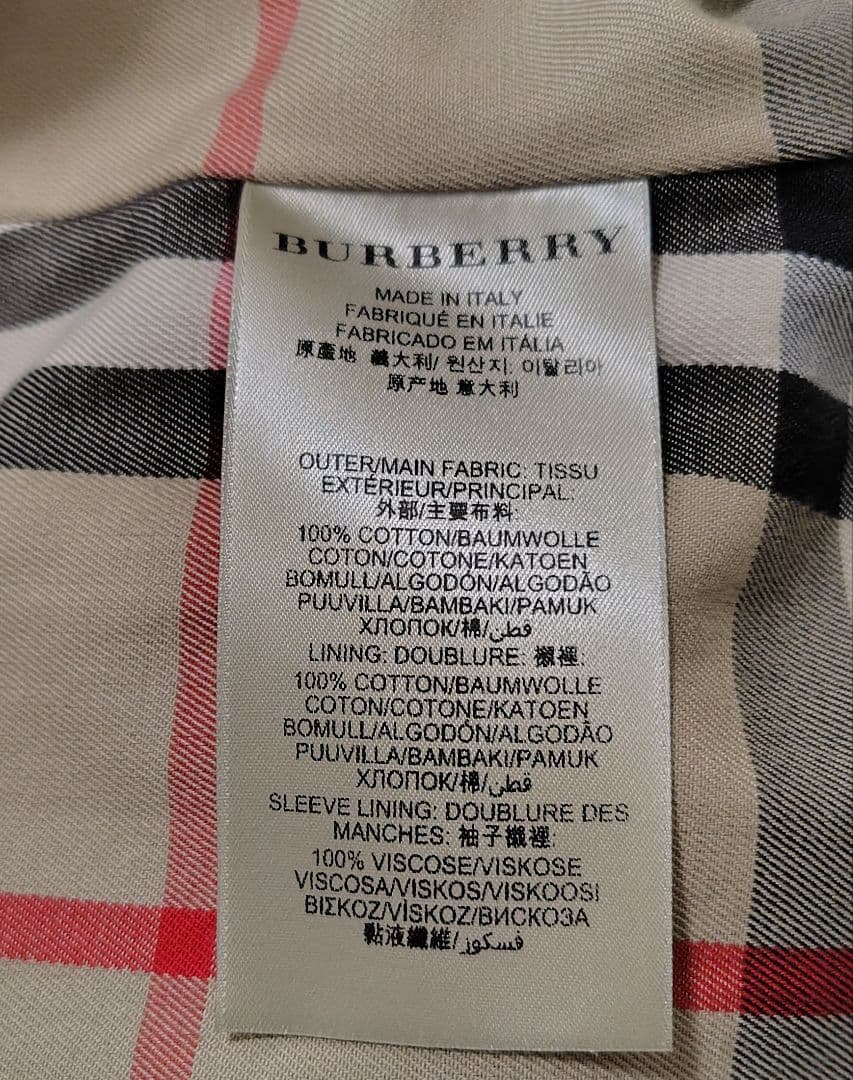 BURBERRY
MADE IN ITALY
FABRIQUÉ EN ITALIE
FABRICADO EM ITÁLIA
原產地 義大利/ 원산지: 이탈리아
原产地 意大利
OUTER/MAIN FABRIC: TISSU
EXTÉRIEUR/PRINCIPAL:
外部/主要布料:
100% COTTON/BAUMWOLLE
COTON/COTONE/KATOEN
BOMULL/ALGODÓN/ALGODÃO
PUUVILLA/BAMBAKI/PAMUK
ХЛОПОК/棉/قطن
LINING: DOUBLURE: 襯裡:
100% COTTON/BAUMWOLLE
COTON/COTONE/KATOEN
BOMULL/ALGODÓN/ALGODÃO
PUUVILLA/BAMBAKI/PAMUK
ХЛОПОК/棉/قطن
SLEEVE LINING: DOUBLURE DES
MANCHES: 袖子襯裡:
100% VISCOSE/VISKOSE
VISCOSA/VISKOS/VISKOOSI
ΒΙΣΚΟΖ/VİSKOZ/ВИСКОЗА
黏液纖維/فسكوز